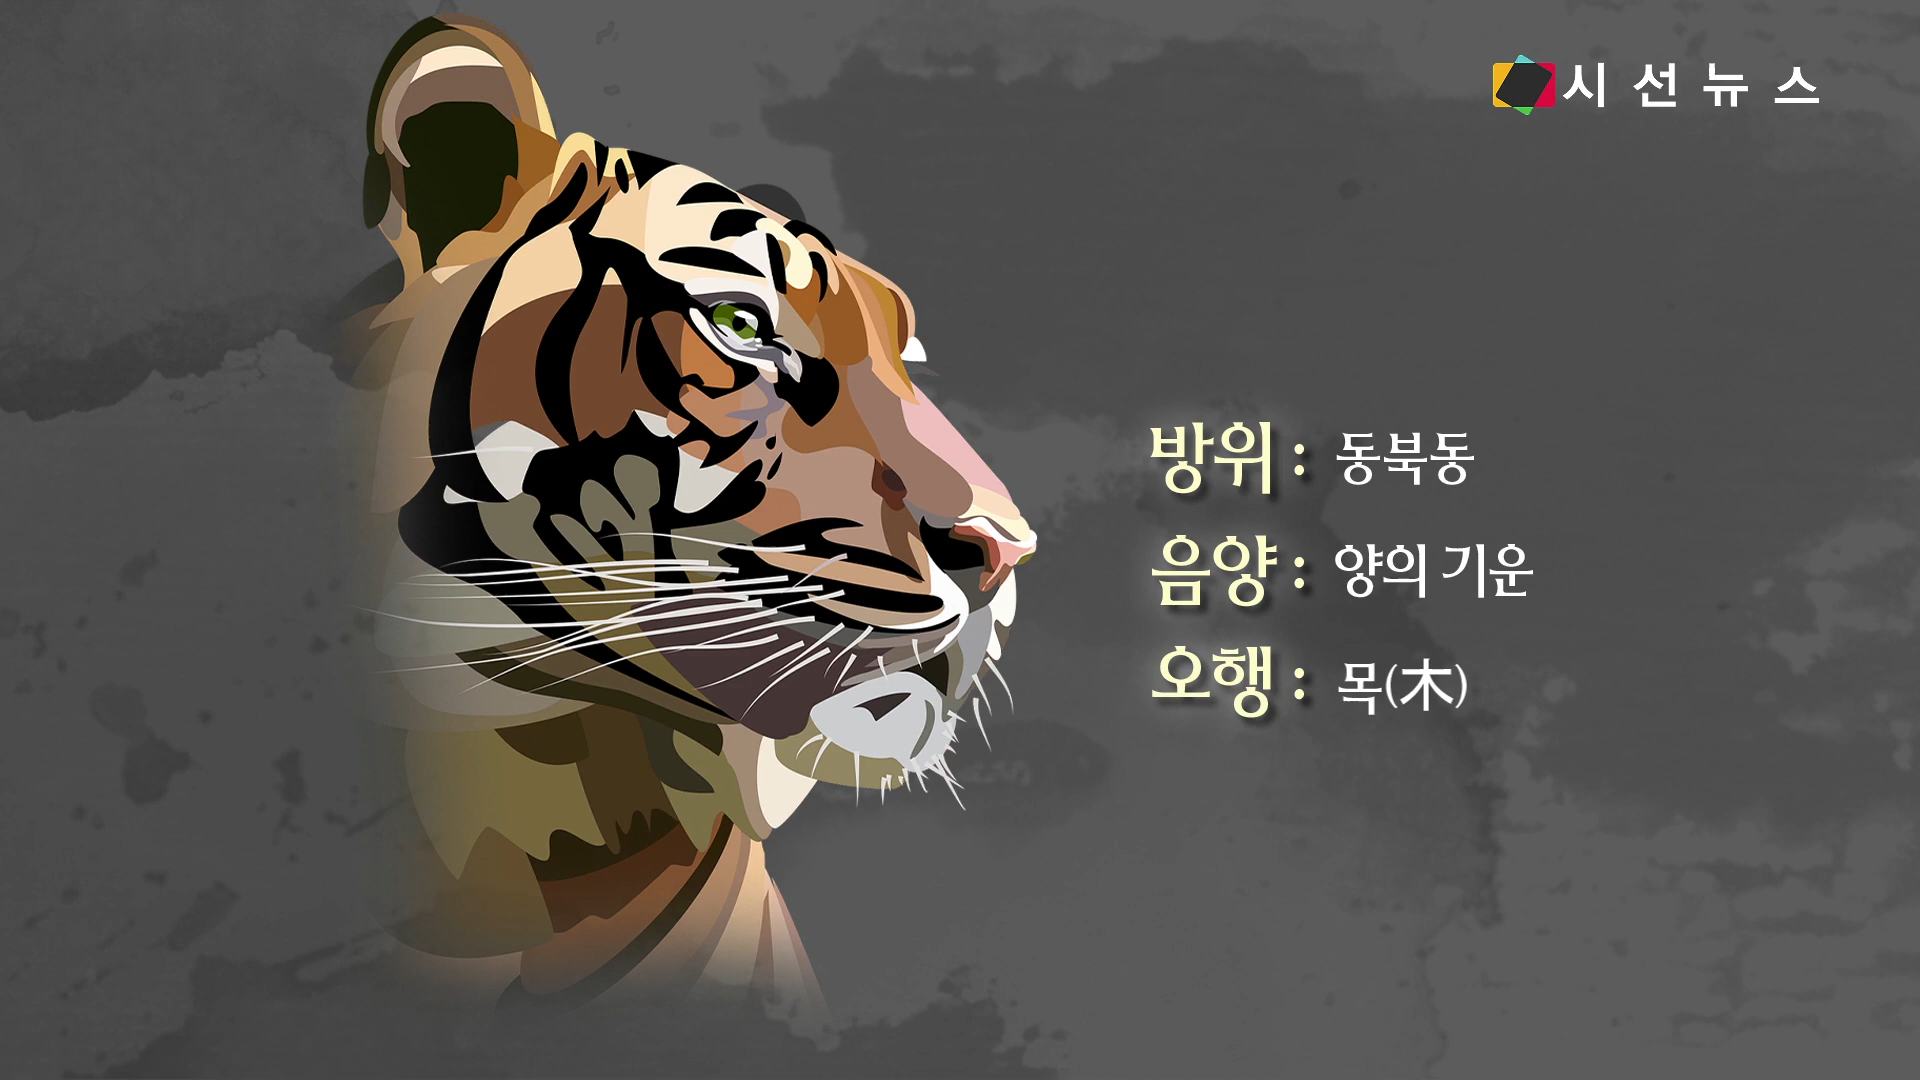 시선뉴스
방위 : 동북동
음양 : 양의 기운
오행 : 목(木)